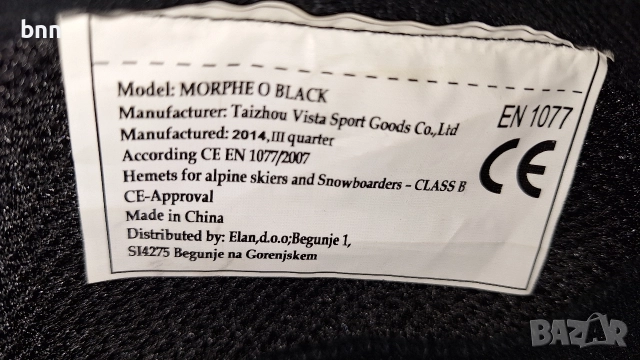 bnn
Model: MORPHE O BLACK
Manufacturer: Taizhou Vista Sport Goods Co.,Ltd
Manufactured: 2014, III quarter
According CE EN 1077/2007
Hemets for alpine skiers and Snowboarders - CLASS B
CE-Approval
Made in China
Distributed by: Elan,d.o.o;Begunje 1,
SI4275 Begunje na Gorenjskem
EN 1077
CE
BAZAR